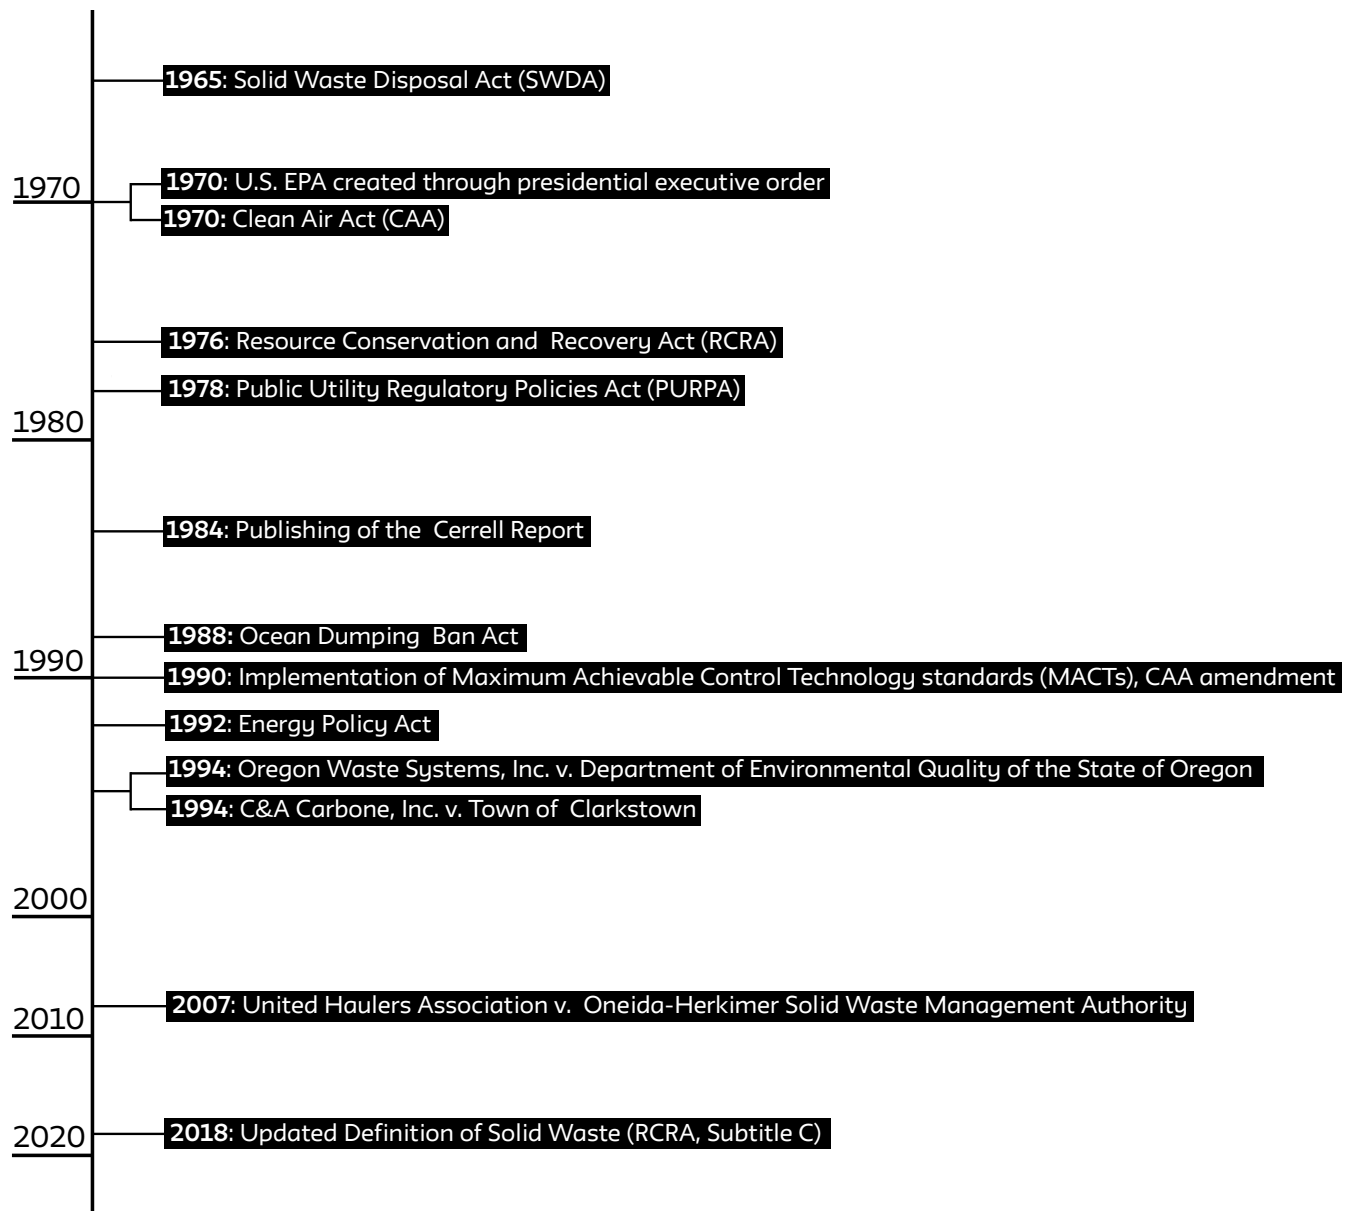 1965: Solid Waste Disposal Act (SWDA)
1970
1970: U.S. EPA created through presidential executive order
1970: Clean Air Act (CAA)
1976: Resource Conservation and Recovery Act (RCRA)
1978: Public Utility Regulatory Policies Act (PURPA)
1980
1984: Publishing of the Cerrell Report
1988: Ocean Dumping Ban Act
1990
1990: Implementation of Maximum Achievable Control Technology standards (MACTs), CAA amendment
1992: Energy Policy Act
1994: Oregon Waste Systems, Inc. v. Department of Environmental Quality of the State of Oregon
1994: C&A Carbone, Inc. v. Town of Clarkstown
2000
2007: United Haulers Association v. Oneida-Herkimer Solid Waste Management Authority
2010
2020
2018: Updated Definition of Solid Waste (RCRA, Subtitle C)